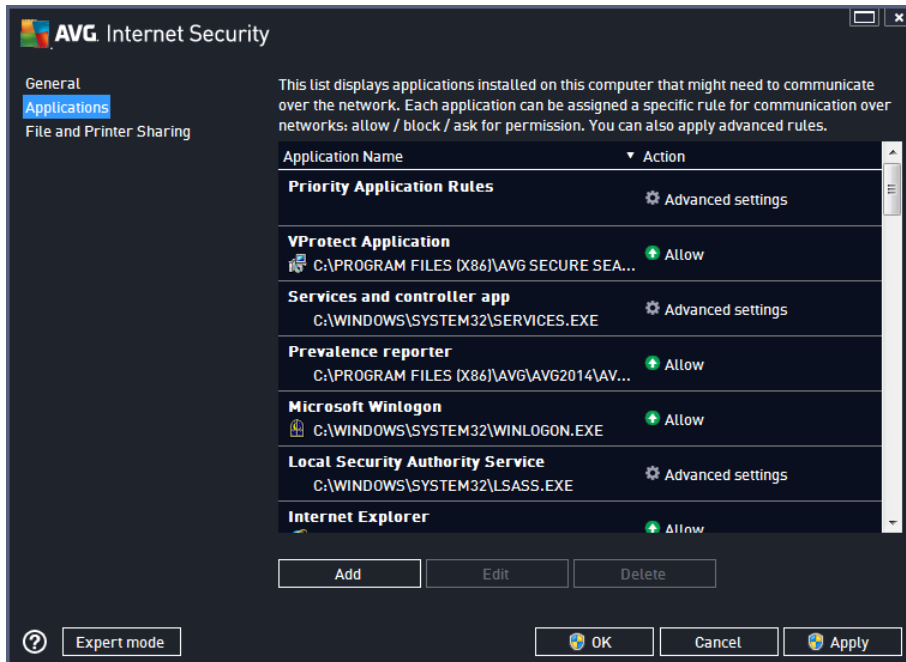 AVG. Internet Security
General
Applications
File and Printer Sharing
This list displays applications installed on this computer that might need to communicate
over the network. Each application can be assigned a specific rule for communication over
networks: allow / block / ask for permission. You can also apply advanced rules.
Application Name Action
Priority Application Rules
Advanced settings
VProtect Application
C:\PROGRAM FILES (X86)\AVG SECURE SEA... Allow
Services and controller app
C:\WINDOWS\SYSTEM32\SERVICES.EXE Advanced settings
Prevalence reporter
C:\PROGRAM FILES (X86)\AVG\AVG2014\AV... Allow
Microsoft Winlogon
C:\WINDOWS\SYSTEM32\WINLOGON.EXE Allow
Local Security Authority Service
C:\WINDOWS\SYSTEM32\LSASS.EXE Advanced settings
Internet Explorer
Allow
Add Edit Delete
? Expert mode OK Cancel Apply